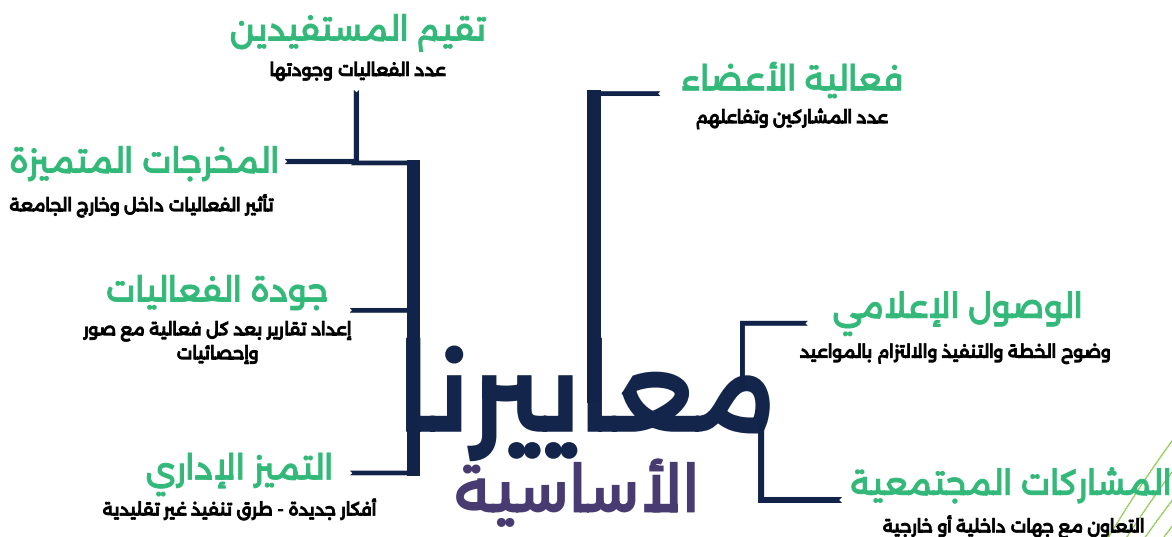 معاييرنا
الأساسية
فعالية الأعضاء
عدد المشاركين وتفاعلهم
الوصول الإعلامي
وضوح الخطة والتنفيذ والالتزام بالمواعيد
المشاركات المجتمعية
التعاون مع جهات داخلية أو خارجية
تقيم المستفيدين
عدد الفعاليات وجودتها
المخرجات المتميزة
تأثير الفعاليات داخل وخارج الجامعة
جودة الفعاليات
إعداد تقارير بعد كل فعالية مع صور
وإحصائيات
التميز الإداري
أفكار جديدة - طرق تنفيذ غير تقليدية